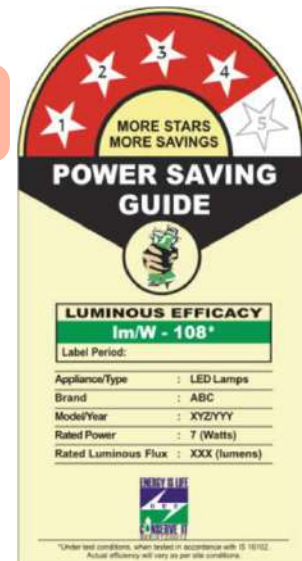 1 2 3 4 5
MORE STARS
MORE SAVINGS
POWER SAVING
GUIDE
LUMINOUS EFFICACY
lm/W - 108*
Label Period:
Appliance/Type : LED Lamps
Brand : ABC
Model/Year : XYZ/YYY
Rated Power : 7 (Watts)
Rated Luminous Flux : XXX (lumens)
ENERGY IS LIFE
BEE
CONSERVE IT
*Under test conditions, when tested in accordance with IS 16102.
Actual efficiency will vary as per site conditions.